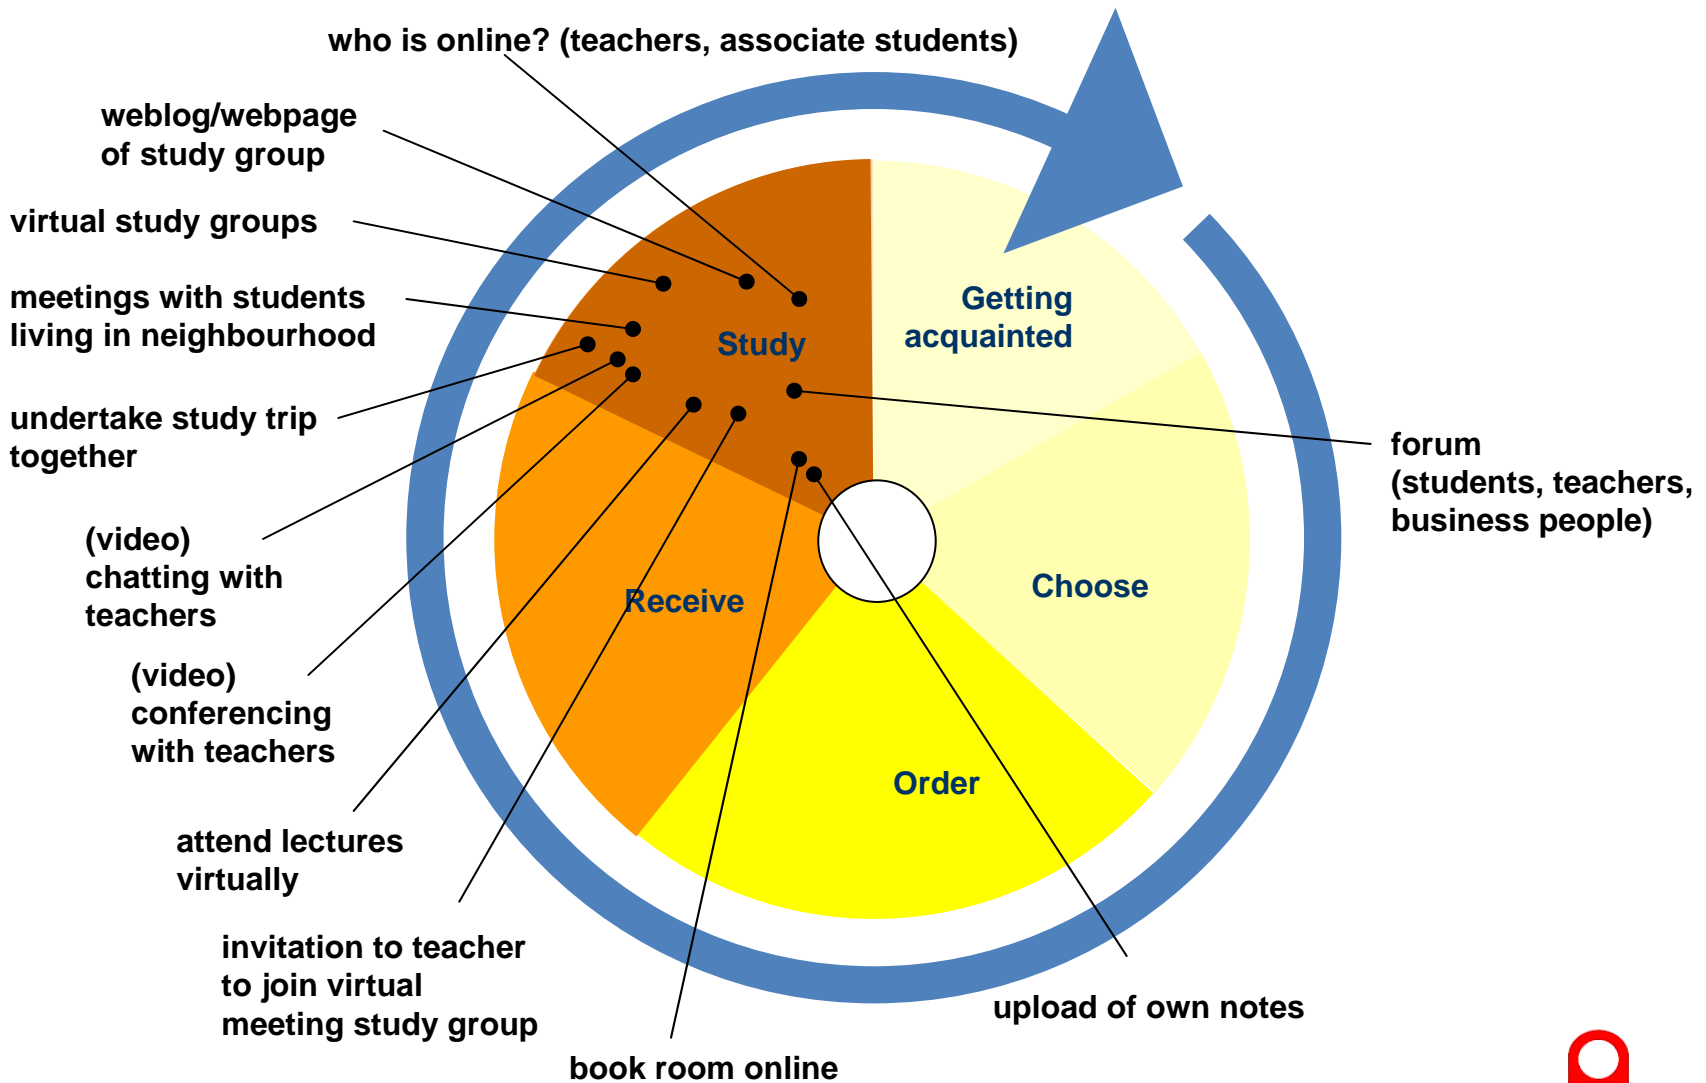 who is online? (teachers, associate students)
weblog/webpage
of study group
virtual study groups
meetings with students
living in neighbourhood
undertake study trip
together
(video)
chatting with
teachers
(video)
conferencing
with teachers
attend lectures
virtually
invitation to teacher
to join virtual
meeting study group
book room online
upload of own notes
forum
(students, teachers,
business people)
Getting
acquainted
Choose
Order
Receive
Study